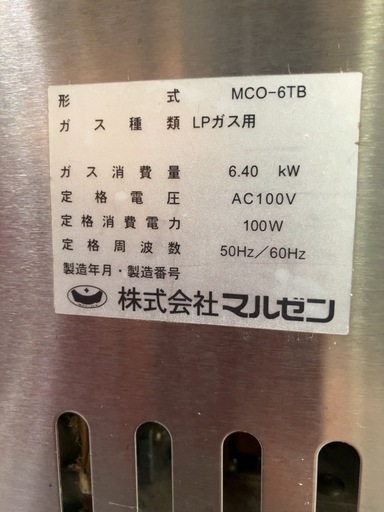 形式 MCO-6TB
ガス種類 LPガス用
ガス消費量 6.40 kW
定格電圧 AC100V
定格消費電力 100W
定格周波数 50Hz/60Hz
製造年月・製造番号
株式会社マルゼン